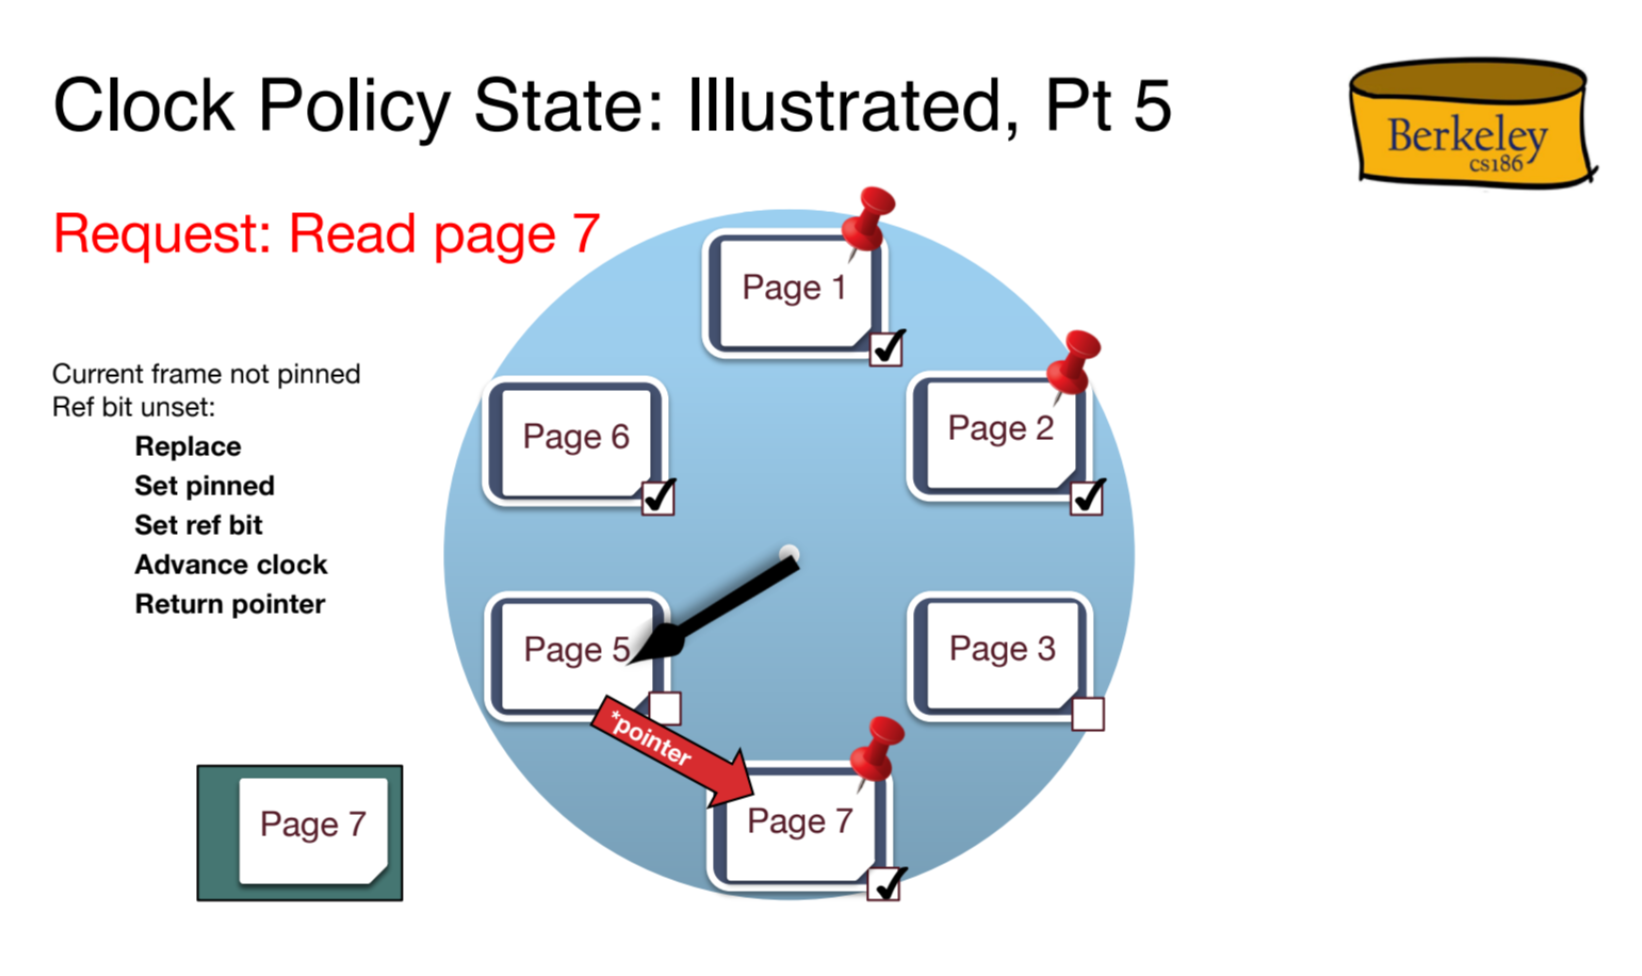 Clock Policy State: Illustrated, Pt 5
Berkeley
cs186
Request: Read page 7
Page 1
Current frame not pinned
Ref bit unset:
Replace
Set pinned
Set ref bit
Advance clock
Return pointer
Page 6
Page 2
Page 5
Page 3
*pointer
Page 7
Page 7